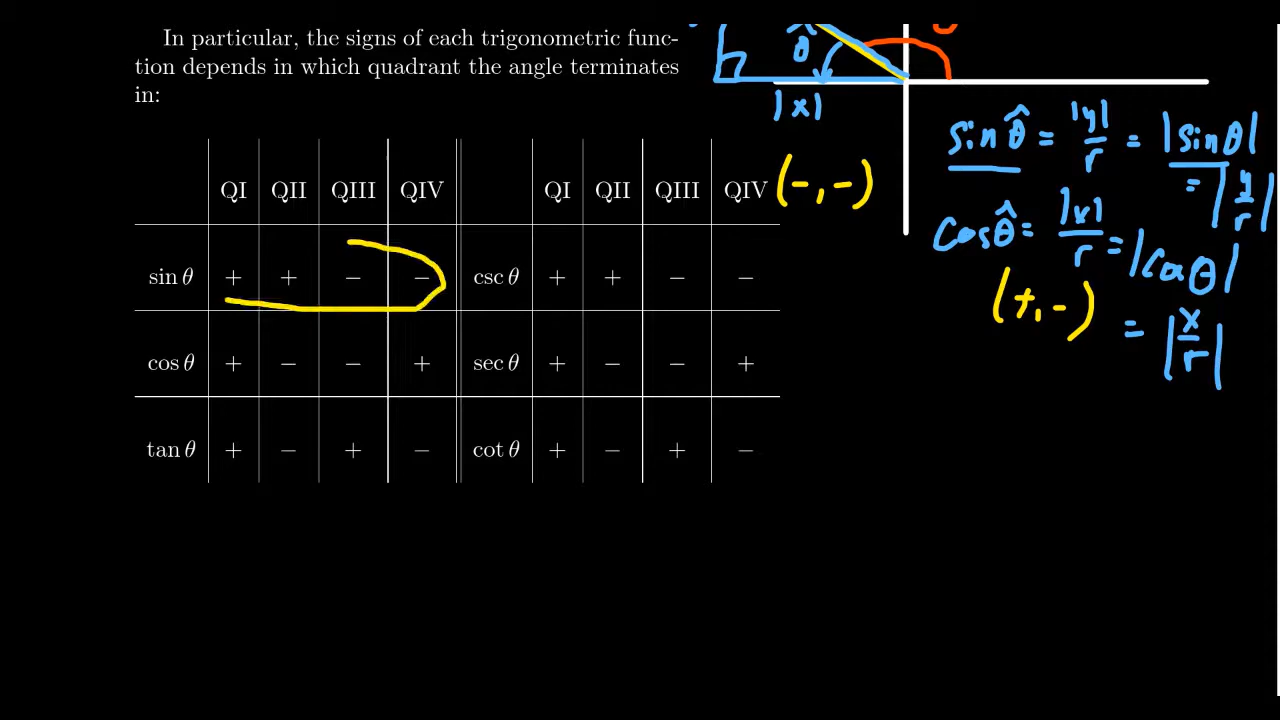 In particular, the signs of each trigonometric func-
tion depends in which quadrant the angle terminates
in:
QI QII QIII QIV QI QII QIII QIV
sin θ + + − − csc θ + + − −
cos θ + − − + sec θ + − − +
tan θ + − + − cot θ + − + −
θ̂
|x|
(-,-)
sin θ̂ = |y|/r = |sin θ|
= |y/r|
cos θ̂ = |x|/r = |cos θ|
(+,-)
= |x/r|